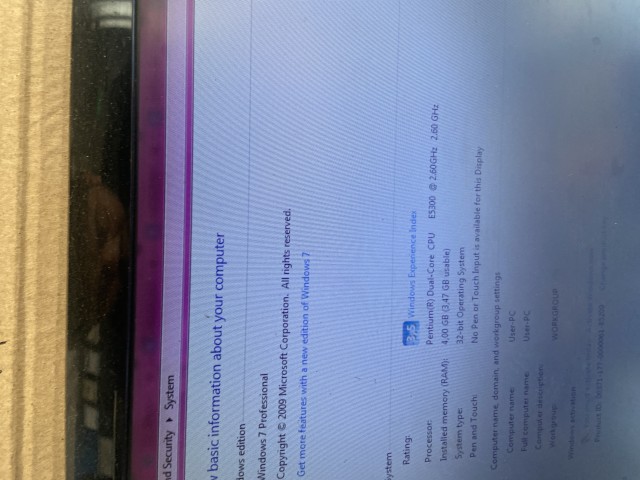 d Security ▸ System
w basic information about your computer
dows edition
Windows 7 Professional
Copyright © 2009 Microsoft Corporation. All rights reserved.
Get more features with a new edition of Windows 7
ystem
Rating: Windows Experience Index
Processor: Pentium(R) Dual-Core CPU E5300 @ 2.60GHz 2.60 GHz
Installed memory (RAM): 4.00 GB (3.47 GB usable)
System type: 32-bit Operating System
Pen and Touch: No Pen or Touch Input is available for this Display
Computer name, domain, and workgroup settings
Computer name: User-PC
Full computer name: User-PC
Computer description:
Workgroup: WORKGROUP
Windows activation
Product ID: